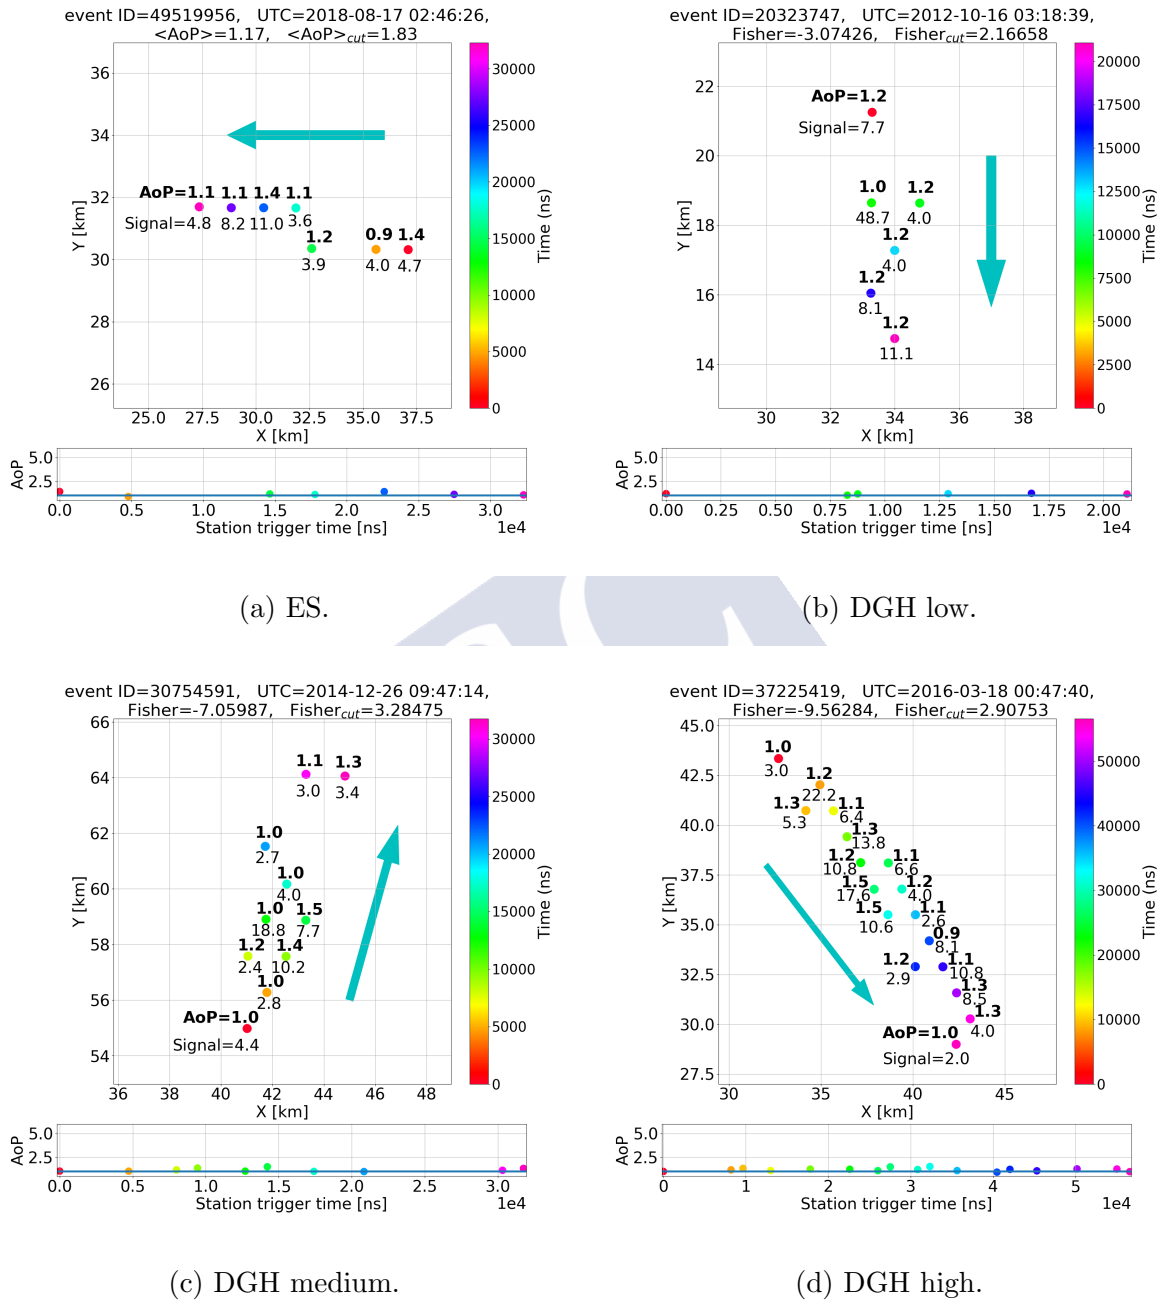 event ID=49519956,   UTC=2018-08-17 02:46:26,
<AoP>=1.17,   <AoP>cut=1.83
36
34
32
30
28
26
Y [km]
AoP=1.1 1.1 1.4 1.1
Signal=4.8 8.2 11.0 3.6
1.2 0.9 1.4
3.9 4.0 4.7
25.0 27.5 30.0 32.5 35.0 37.5
X [km]
30000
25000
20000
15000
10000
5000
0
Time (ns)
5.0
2.5
AoP
0.0 0.5 1.0 1.5 2.0 2.5 3.0
Station trigger time [ns]
1e4
(a) ES.
event ID=20323747,   UTC=2012-10-16 03:18:39,
Fisher=-3.07426,   Fishercut=2.16658
22
20
18
16
14
Y [km]
AoP=1.2
Signal=7.7
1.0 1.2
48.7 4.0
1.2
4.0
1.2
8.1
1.2
11.1
30 32 34 36 38
X [km]
20000
17500
15000
12500
10000
7500
5000
2500
0
Time (ns)
5.0
2.5
AoP
0.00 0.25 0.50 0.75 1.00 1.25 1.50 1.75 2.00
Station trigger time [ns]
1e4
(b) DGH low.
event ID=30754591,   UTC=2014-12-26 09:47:14,
Fisher=-7.05987,   Fishercut=3.28475
66
64
62
60
58
56
54
Y [km]
1.1 1.3
3.0 3.4
1.0
2.7
1.0
4.0
1.0 1.5
18.8 7.7
1.2 1.4
2.4 10.2
1.0
2.8
AoP=1.0
Signal=4.4
36 38 40 42 44 46 48
X [km]
30000
25000
20000
15000
10000
5000
0
Time (ns)
5.0
2.5
AoP
0.0 0.5 1.0 1.5 2.0 2.5 3.0
Station trigger time [ns]
1e4
(c) DGH medium.
event ID=37225419,   UTC=2016-03-18 00:47:40,
Fisher=-9.56284,   Fishercut=2.90753
45.0
42.5
40.0
37.5
35.0
32.5
30.0
27.5
Y [km]
1.0
3.0
1.2
22.2
1.3 1.1
5.3 6.4
1.3
13.8
1.2 1.1
10.8 6.6
1.5 1.2
17.6 4.0
1.5 1.1
10.6 2.6
0.9
8.1
1.2 1.1
2.9 10.8
1.3
8.5
1.3
4.0
AoP=1.0
Signal=2.0
30 35 40 45
X [km]
50000
40000
30000
20000
10000
0
Time (ns)
5.0
2.5
AoP
0 1 2 3 4 5
Station trigger time [ns]
1e4
(d) DGH high.